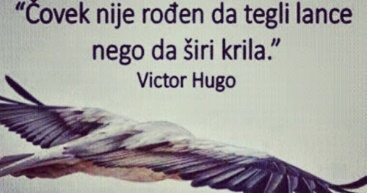 “Čovek nije rođen da tegli lance
nego da širi krila.”
Victor Hugo